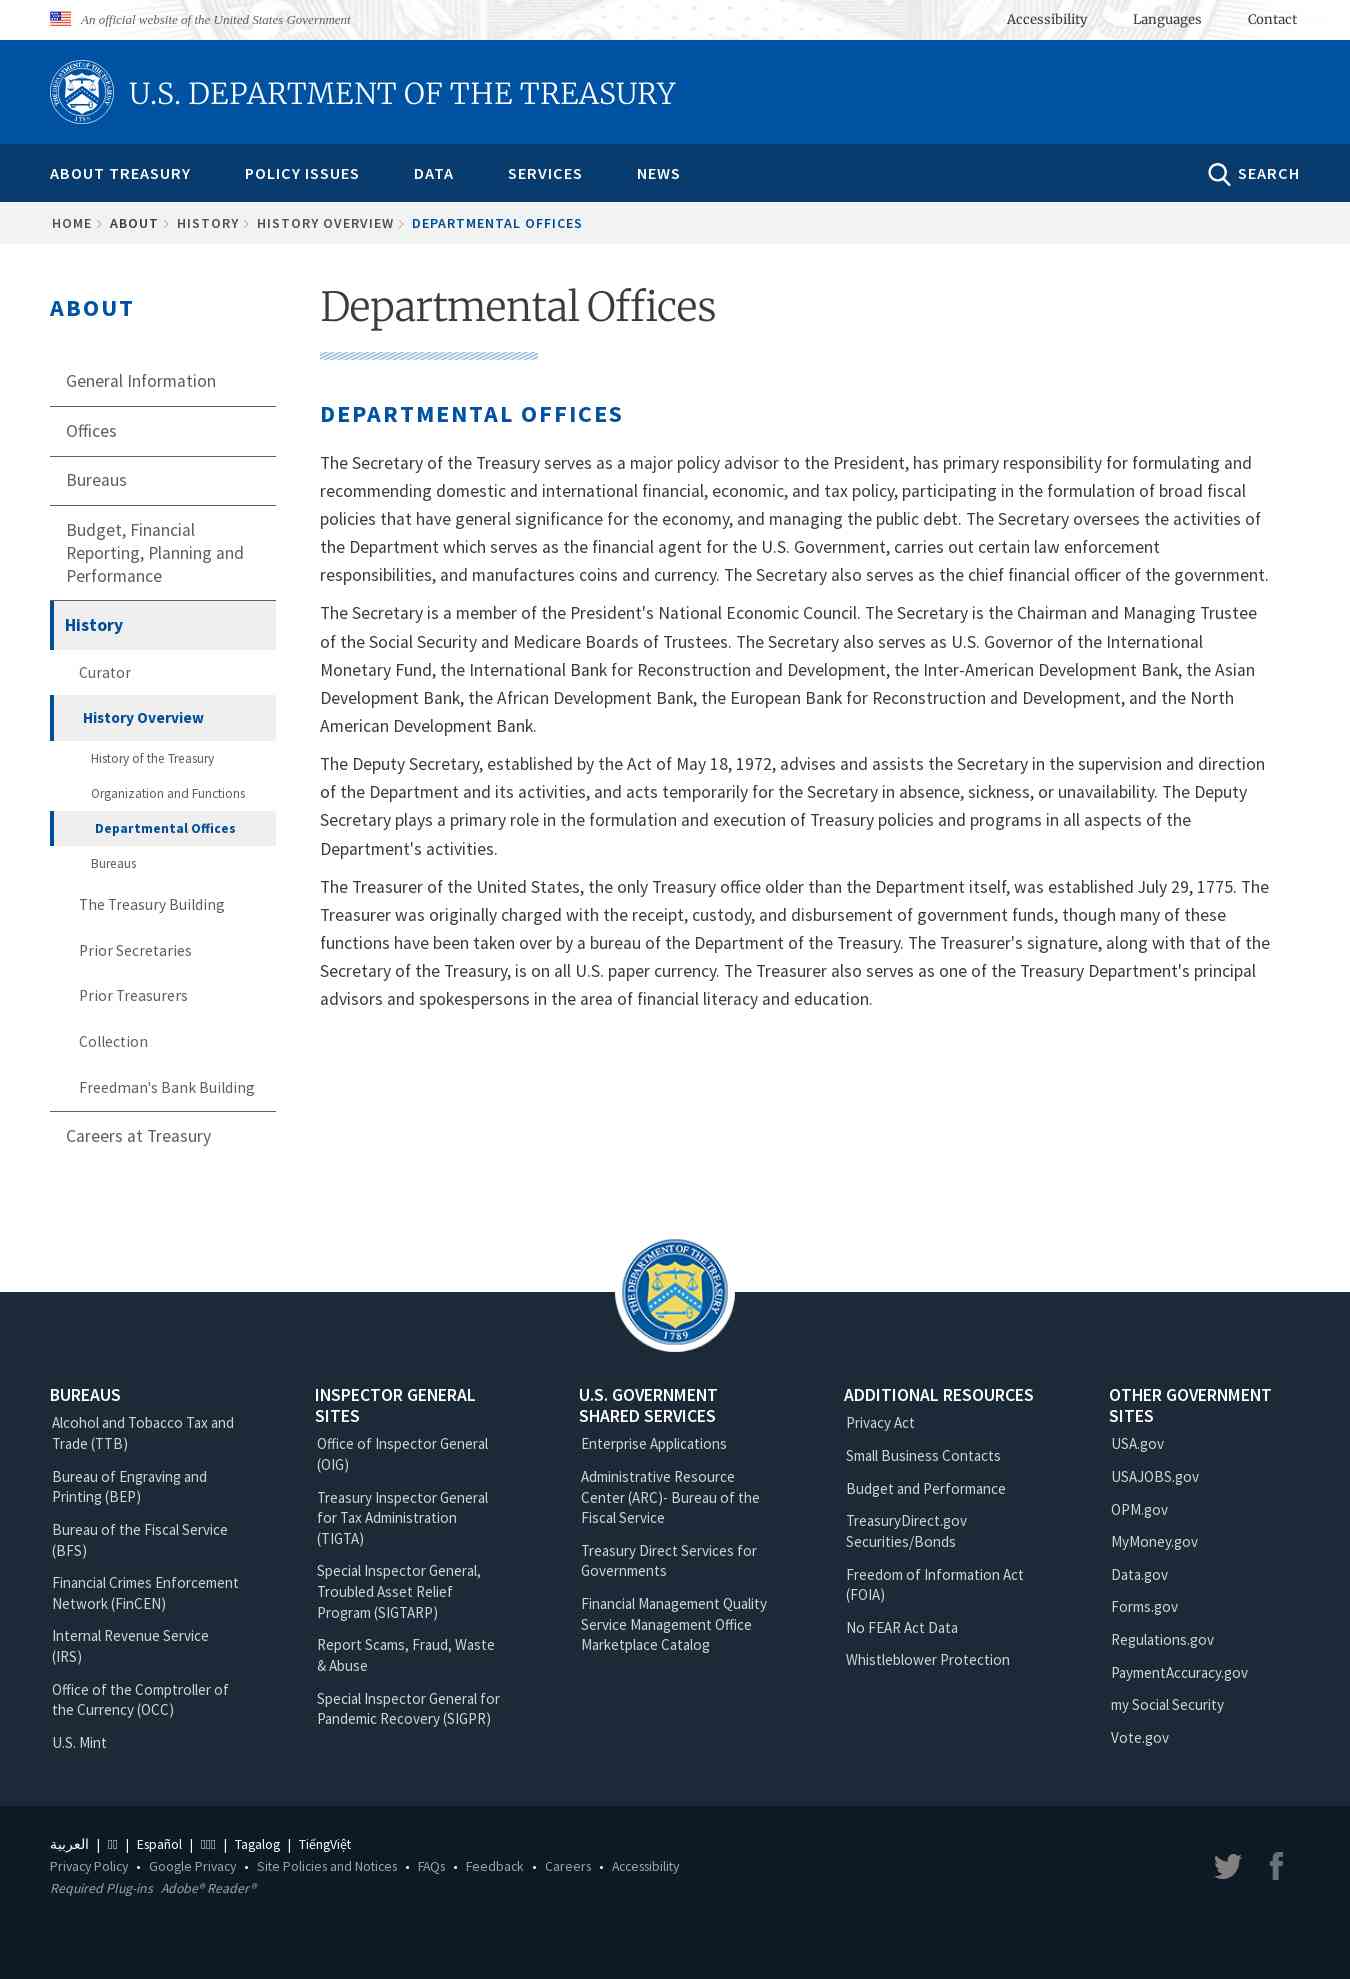 An official website of the United States Government
Accessibility
Languages
Contact
U.S. DEPARTMENT OF THE TREASURY
ABOUT TREASURY
POLICY ISSUES
DATA
SERVICES
NEWS
SEARCH
HOME
ABOUT
HISTORY
HISTORY OVERVIEW
DEPARTMENTAL OFFICES
ABOUT
General Information
Offices
Bureaus
Budget, Financial
Reporting, Planning and
Performance
History
Curator
History Overview
History of the Treasury
Organization and Functions
Departmental Offices
Bureaus
The Treasury Building
Prior Secretaries
Prior Treasurers
Collection
Freedman's Bank Building
Careers at Treasury
Departmental Offices
DEPARTMENTAL OFFICES
The Secretary of the Treasury serves as a major policy advisor to the President, has primary responsibility for formulating and
recommending domestic and international financial, economic, and tax policy, participating in the formulation of broad fiscal
policies that have general significance for the economy, and managing the public debt. The Secretary oversees the activities of
the Department which serves as the financial agent for the U.S. Government, carries out certain law enforcement
responsibilities, and manufactures coins and currency. The Secretary also serves as the chief financial officer of the government.
The Secretary is a member of the President's National Economic Council. The Secretary is the Chairman and Managing Trustee
of the Social Security and Medicare Boards of Trustees. The Secretary also serves as U.S. Governor of the International
Monetary Fund, the International Bank for Reconstruction and Development, the Inter-American Development Bank, the Asian
Development Bank, the African Development Bank, the European Bank for Reconstruction and Development, and the North
American Development Bank.
The Deputy Secretary, established by the Act of May 18, 1972, advises and assists the Secretary in the supervision and direction
of the Department and its activities, and acts temporarily for the Secretary in absence, sickness, or unavailability. The Deputy
Secretary plays a primary role in the formulation and execution of Treasury policies and programs in all aspects of the
Department's activities.
The Treasurer of the United States, the only Treasury office older than the Department itself, was established July 29, 1775. The
Treasurer was originally charged with the receipt, custody, and disbursement of government funds, though many of these
functions have been taken over by a bureau of the Department of the Treasury. The Treasurer's signature, along with that of the
Secretary of the Treasury, is on all U.S. paper currency. The Treasurer also serves as one of the Treasury Department's principal
advisors and spokespersons in the area of financial literacy and education.
THE DEPARTMENT OF THE TREASURY
1789
BUREAUS
Alcohol and Tobacco Tax and
Trade (TTB)
Bureau of Engraving and
Printing (BEP)
Bureau of the Fiscal Service
(BFS)
Financial Crimes Enforcement
Network (FinCEN)
Internal Revenue Service
(IRS)
Office of the Comptroller of
the Currency (OCC)
U.S. Mint
INSPECTOR GENERAL
SITES
Office of Inspector General
(OIG)
Treasury Inspector General
for Tax Administration
(TIGTA)
Special Inspector General,
Troubled Asset Relief
Program (SIGTARP)
Report Scams, Fraud, Waste
& Abuse
Special Inspector General for
Pandemic Recovery (SIGPR)
U.S. GOVERNMENT
SHARED SERVICES
Enterprise Applications
Administrative Resource
Center (ARC)- Bureau of the
Fiscal Service
Treasury Direct Services for
Governments
Financial Management Quality
Service Management Office
Marketplace Catalog
ADDITIONAL RESOURCES
Privacy Act
Small Business Contacts
Budget and Performance
TreasuryDirect.gov
Securities/Bonds
Freedom of Information Act
(FOIA)
No FEAR Act Data
Whistleblower Protection
OTHER GOVERNMENT
SITES
USA.gov
USAJOBS.gov
OPM.gov
MyMoney.gov
Data.gov
Forms.gov
Regulations.gov
PaymentAccuracy.gov
my Social Security
Vote.gov
العربية | | Español | | Tagalog | TiếngViệt
Privacy Policy • Google Privacy • Site Policies and Notices • FAQs • Feedback • Careers • Accessibility
Required Plug-ins Adobe® Reader®